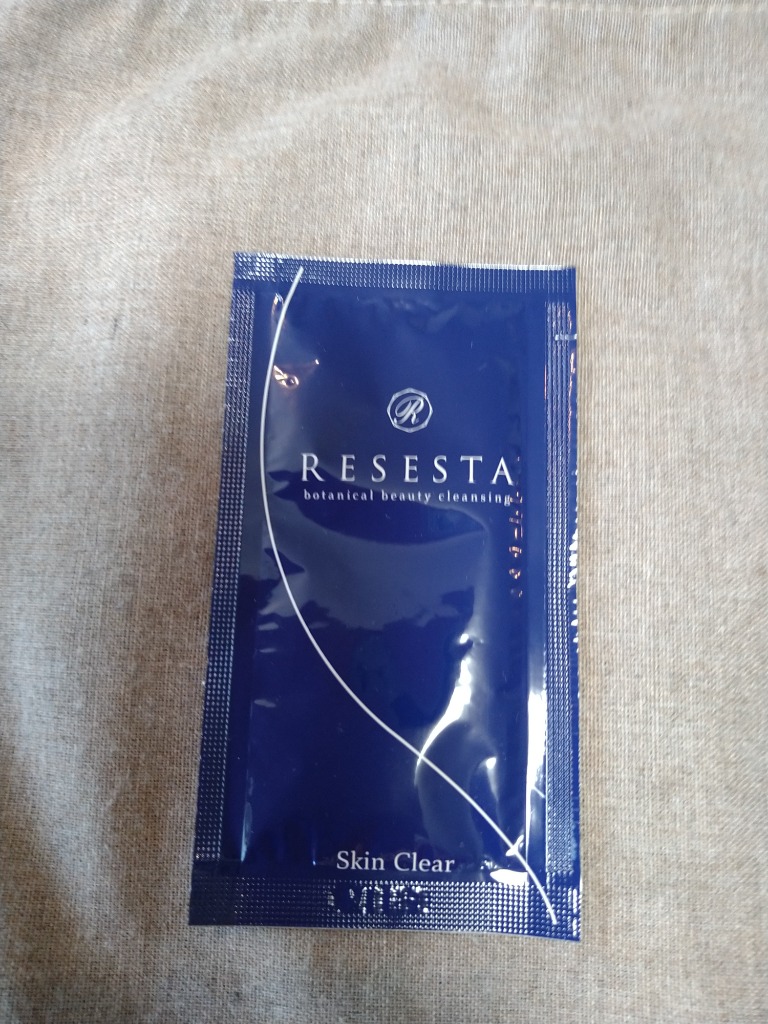 R
RESESTA
botanical beauty cleansing
Skin Clear